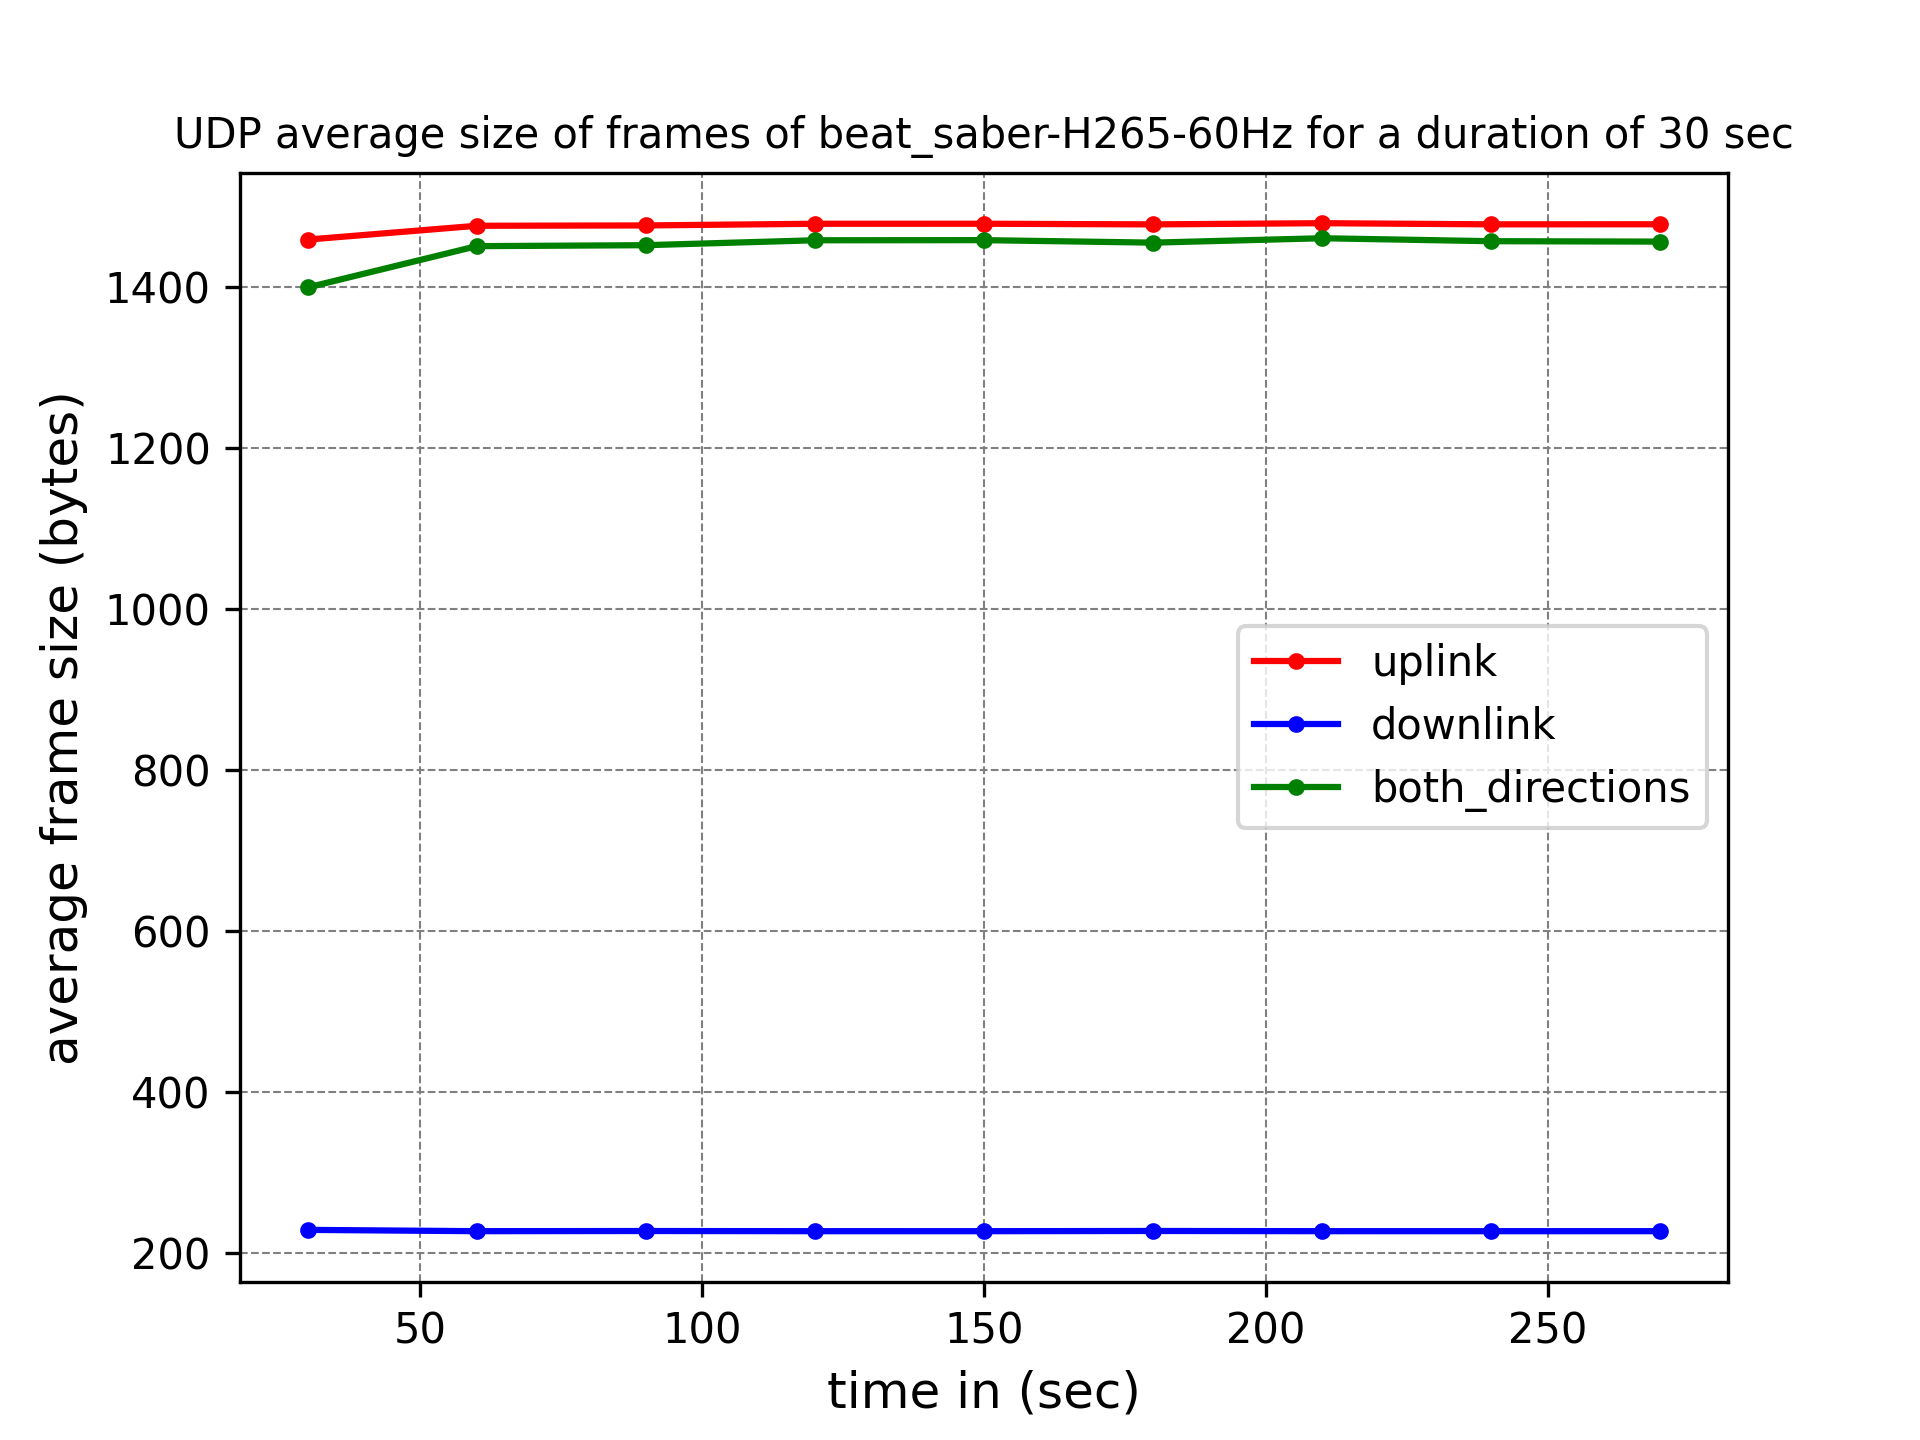 UDP average size of frames of beat_saber-H265-60Hz for a duration of 30 sec
average frame size (bytes)
1400
1200
1000
800
600
400
200
uplink
downlink
both_directions
50 100 150 200 250
time in (sec)